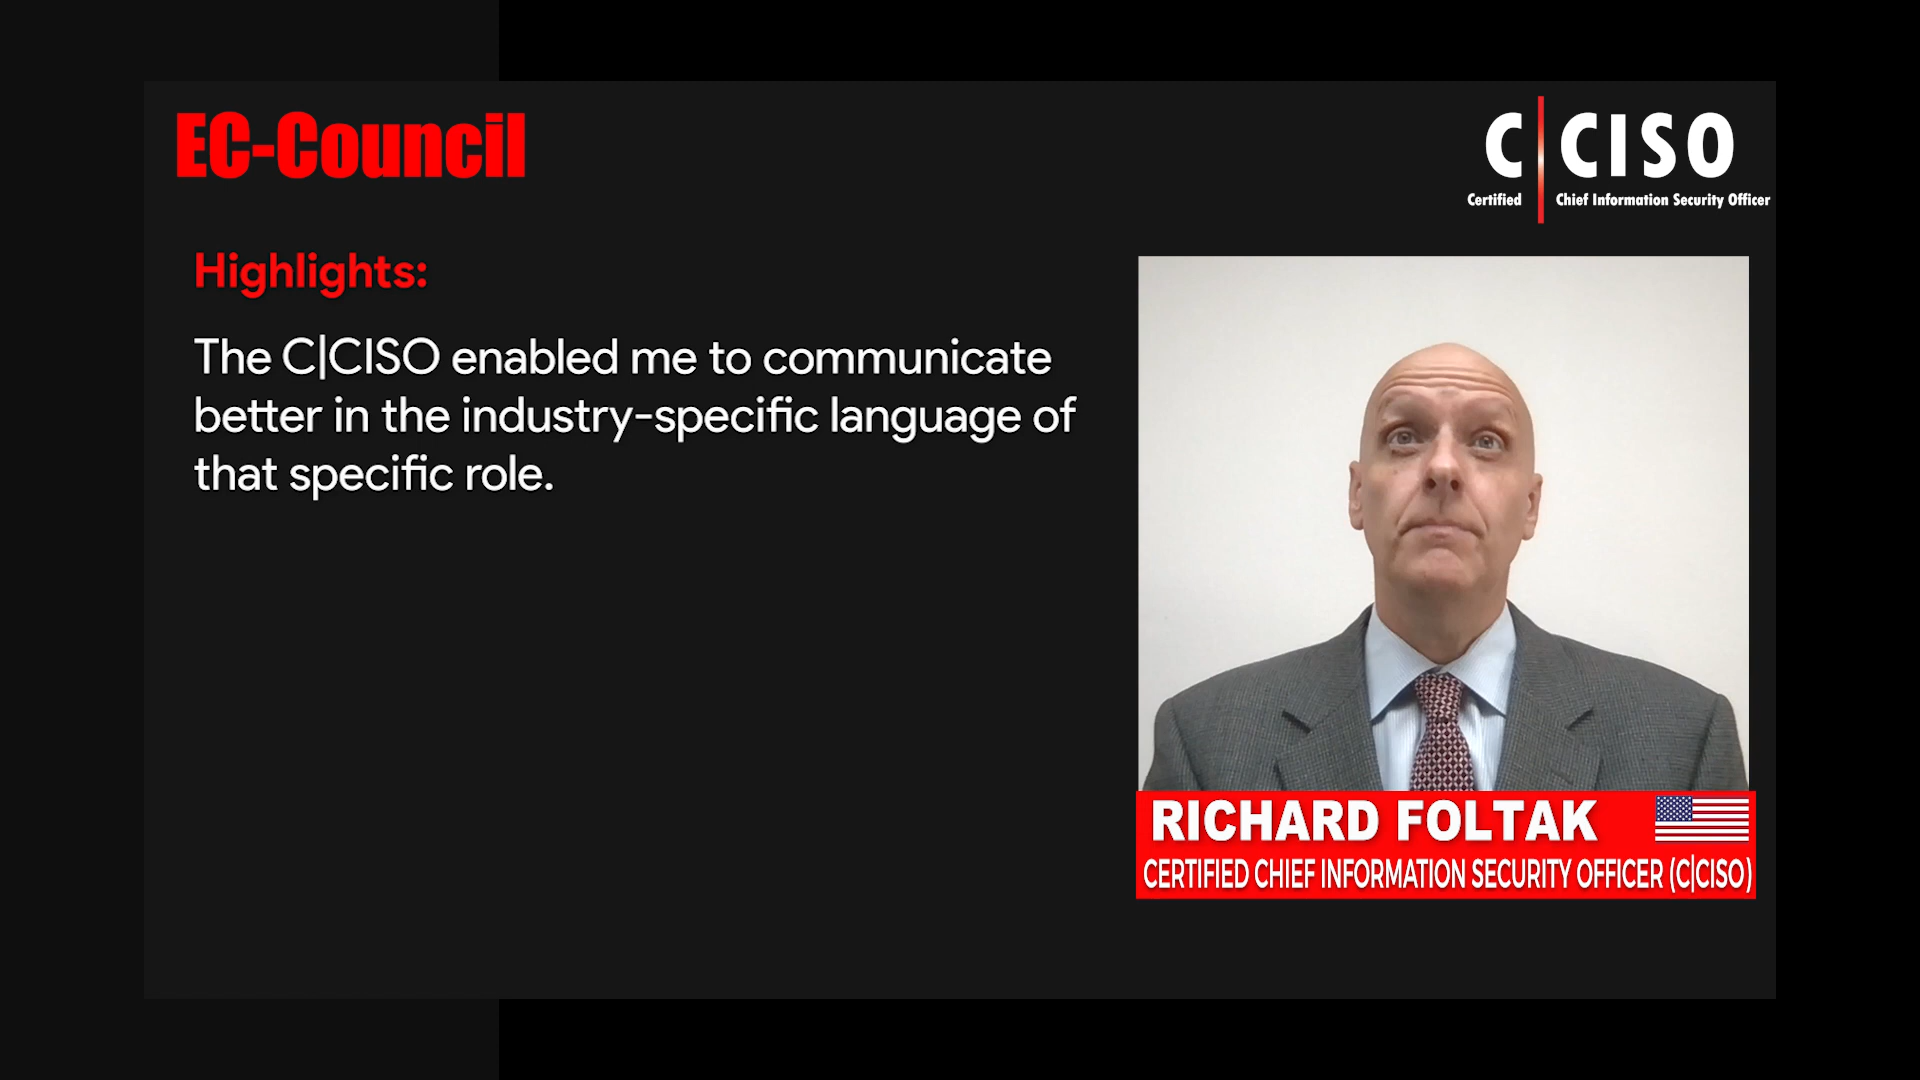 EC-Council
C|CISO
Certified Chief Information Security Officer
Highlights:
The C|CISO enabled me to communicate
better in the industry-specific language of
that specific role.
RICHARD FOLTAK
CERTIFIED CHIEF INFORMATION SECURITY OFFICER (C|CISO)